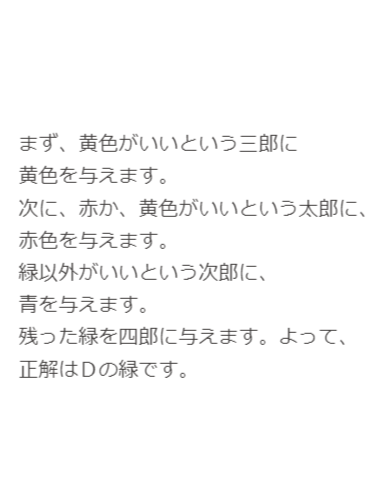 まず、黄色がいいという三郎に
黄色を与えます。
次に、赤か、黄色がいいという太郎に、
赤色を与えます。
緑以外がいいという次郎に、
青を与えます。
残った緑を四郎に与えます。よって、
正解はDの緑です。